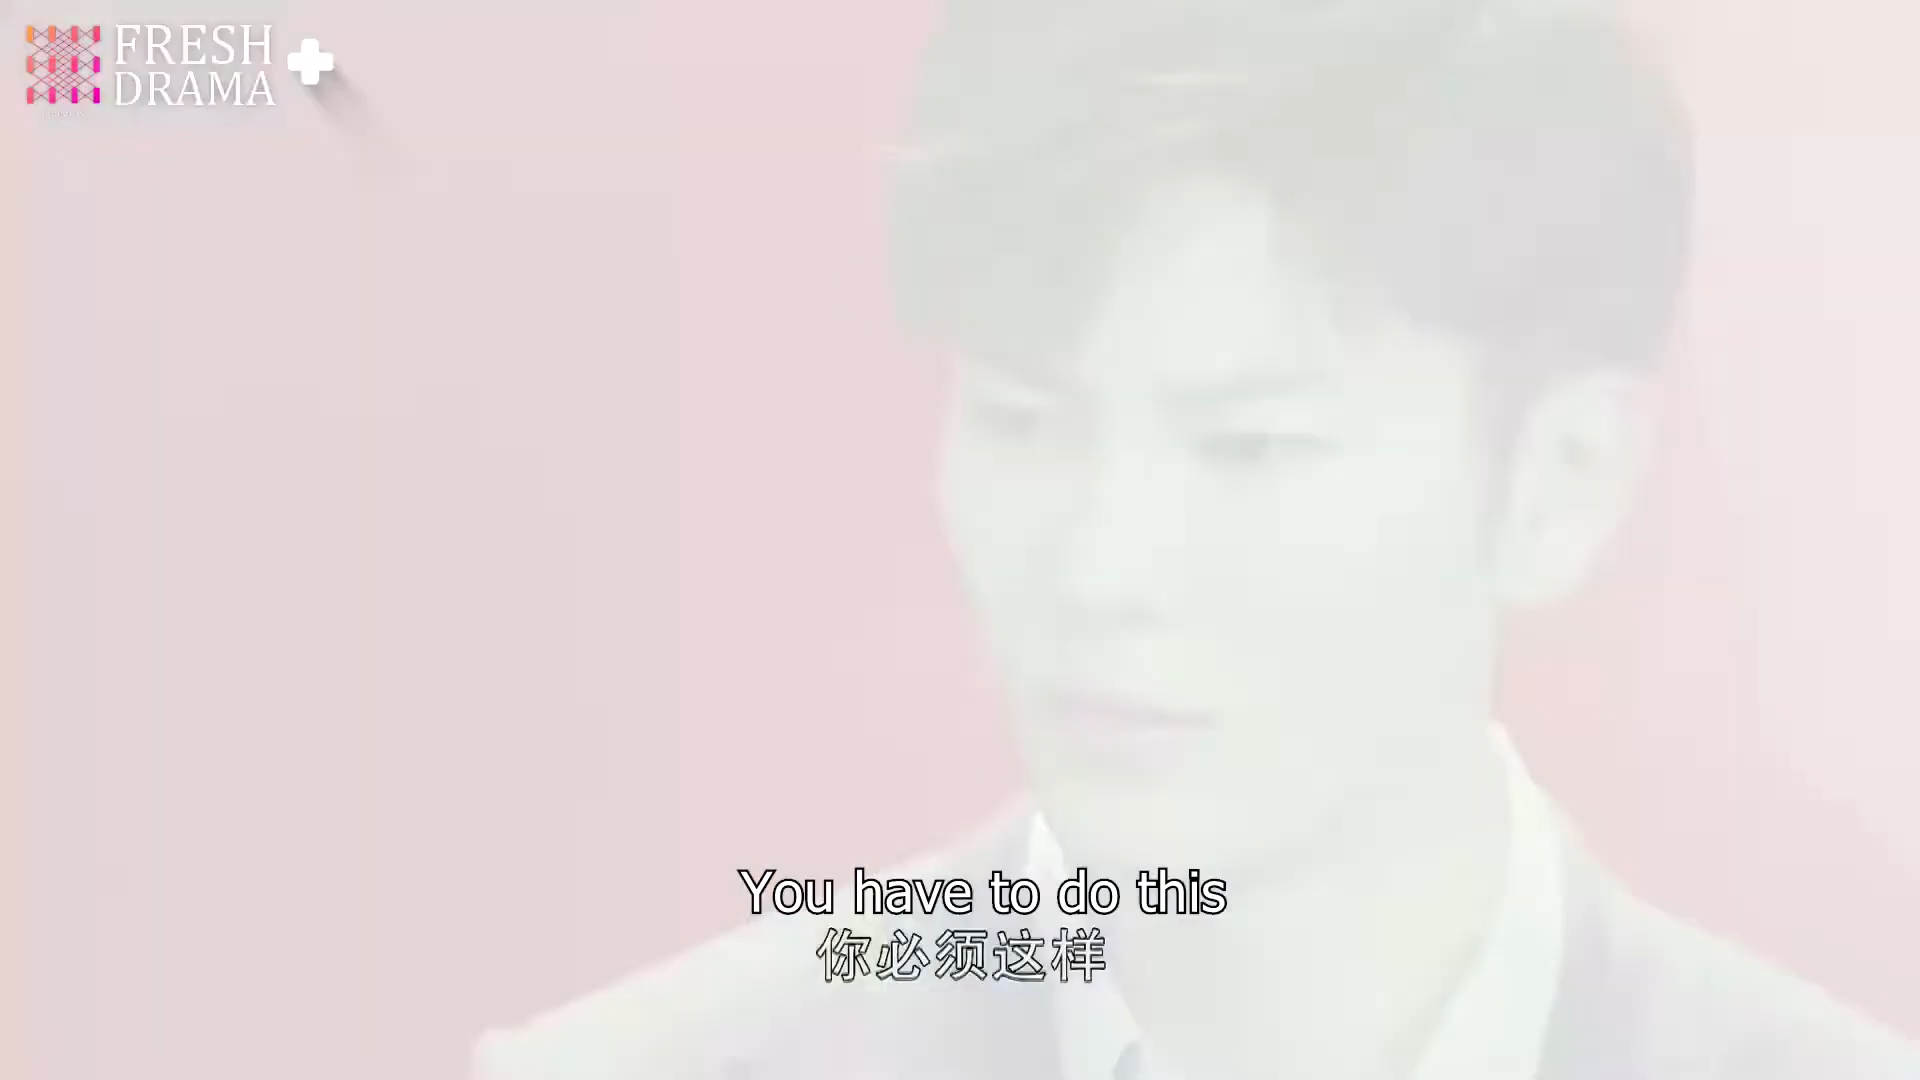 FRESH
DRAMA
You have to do this
你必须这样